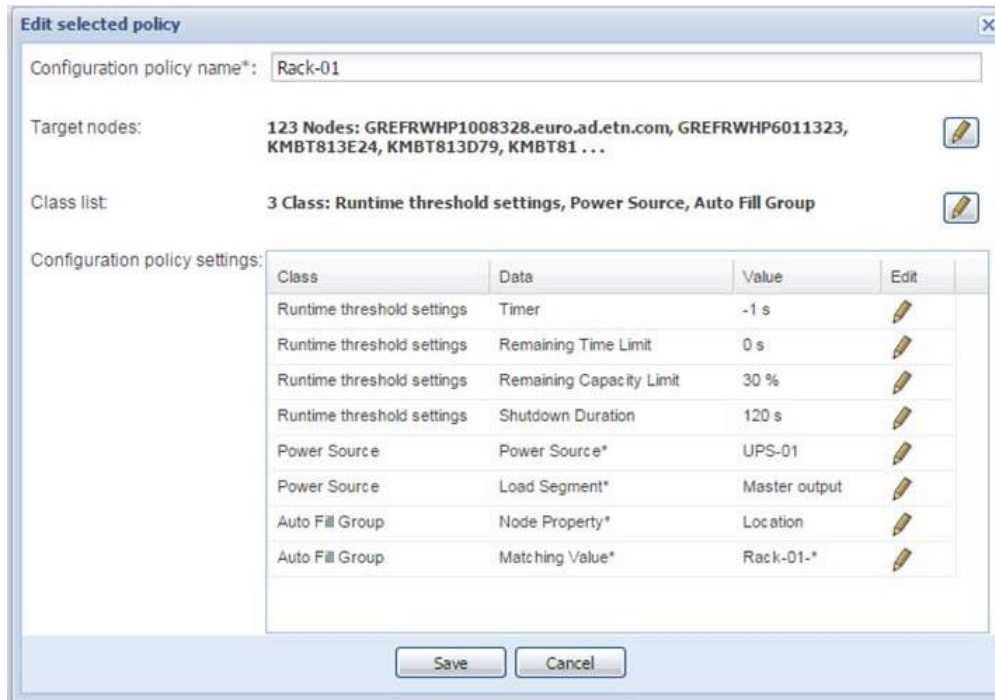 Edit selected policy
Configuration policy name*: Rack-01
Target nodes: 123 Nodes: GREFRWHP1008328.euro.ad.etn.com, GREFRWHP6011323,
KMBT813E24, KMBT813D79, KMBT81 . . .
Class list: 3 Class: Runtime threshold settings, Power Source, Auto Fill Group
Configuration policy settings:
Class Data Value Edit
Runtime threshold settings Timer -1 s
Runtime threshold settings Remaining Time Limit 0 s
Runtime threshold settings Remaining Capacity Limit 30 %
Runtime threshold settings Shutdown Duration 120 s
Power Source Power Source* UPS-01
Power Source Load Segment* Master output
Auto Fill Group Node Property* Location
Auto Fill Group Matching Value* Rack-01-*
Save Cancel